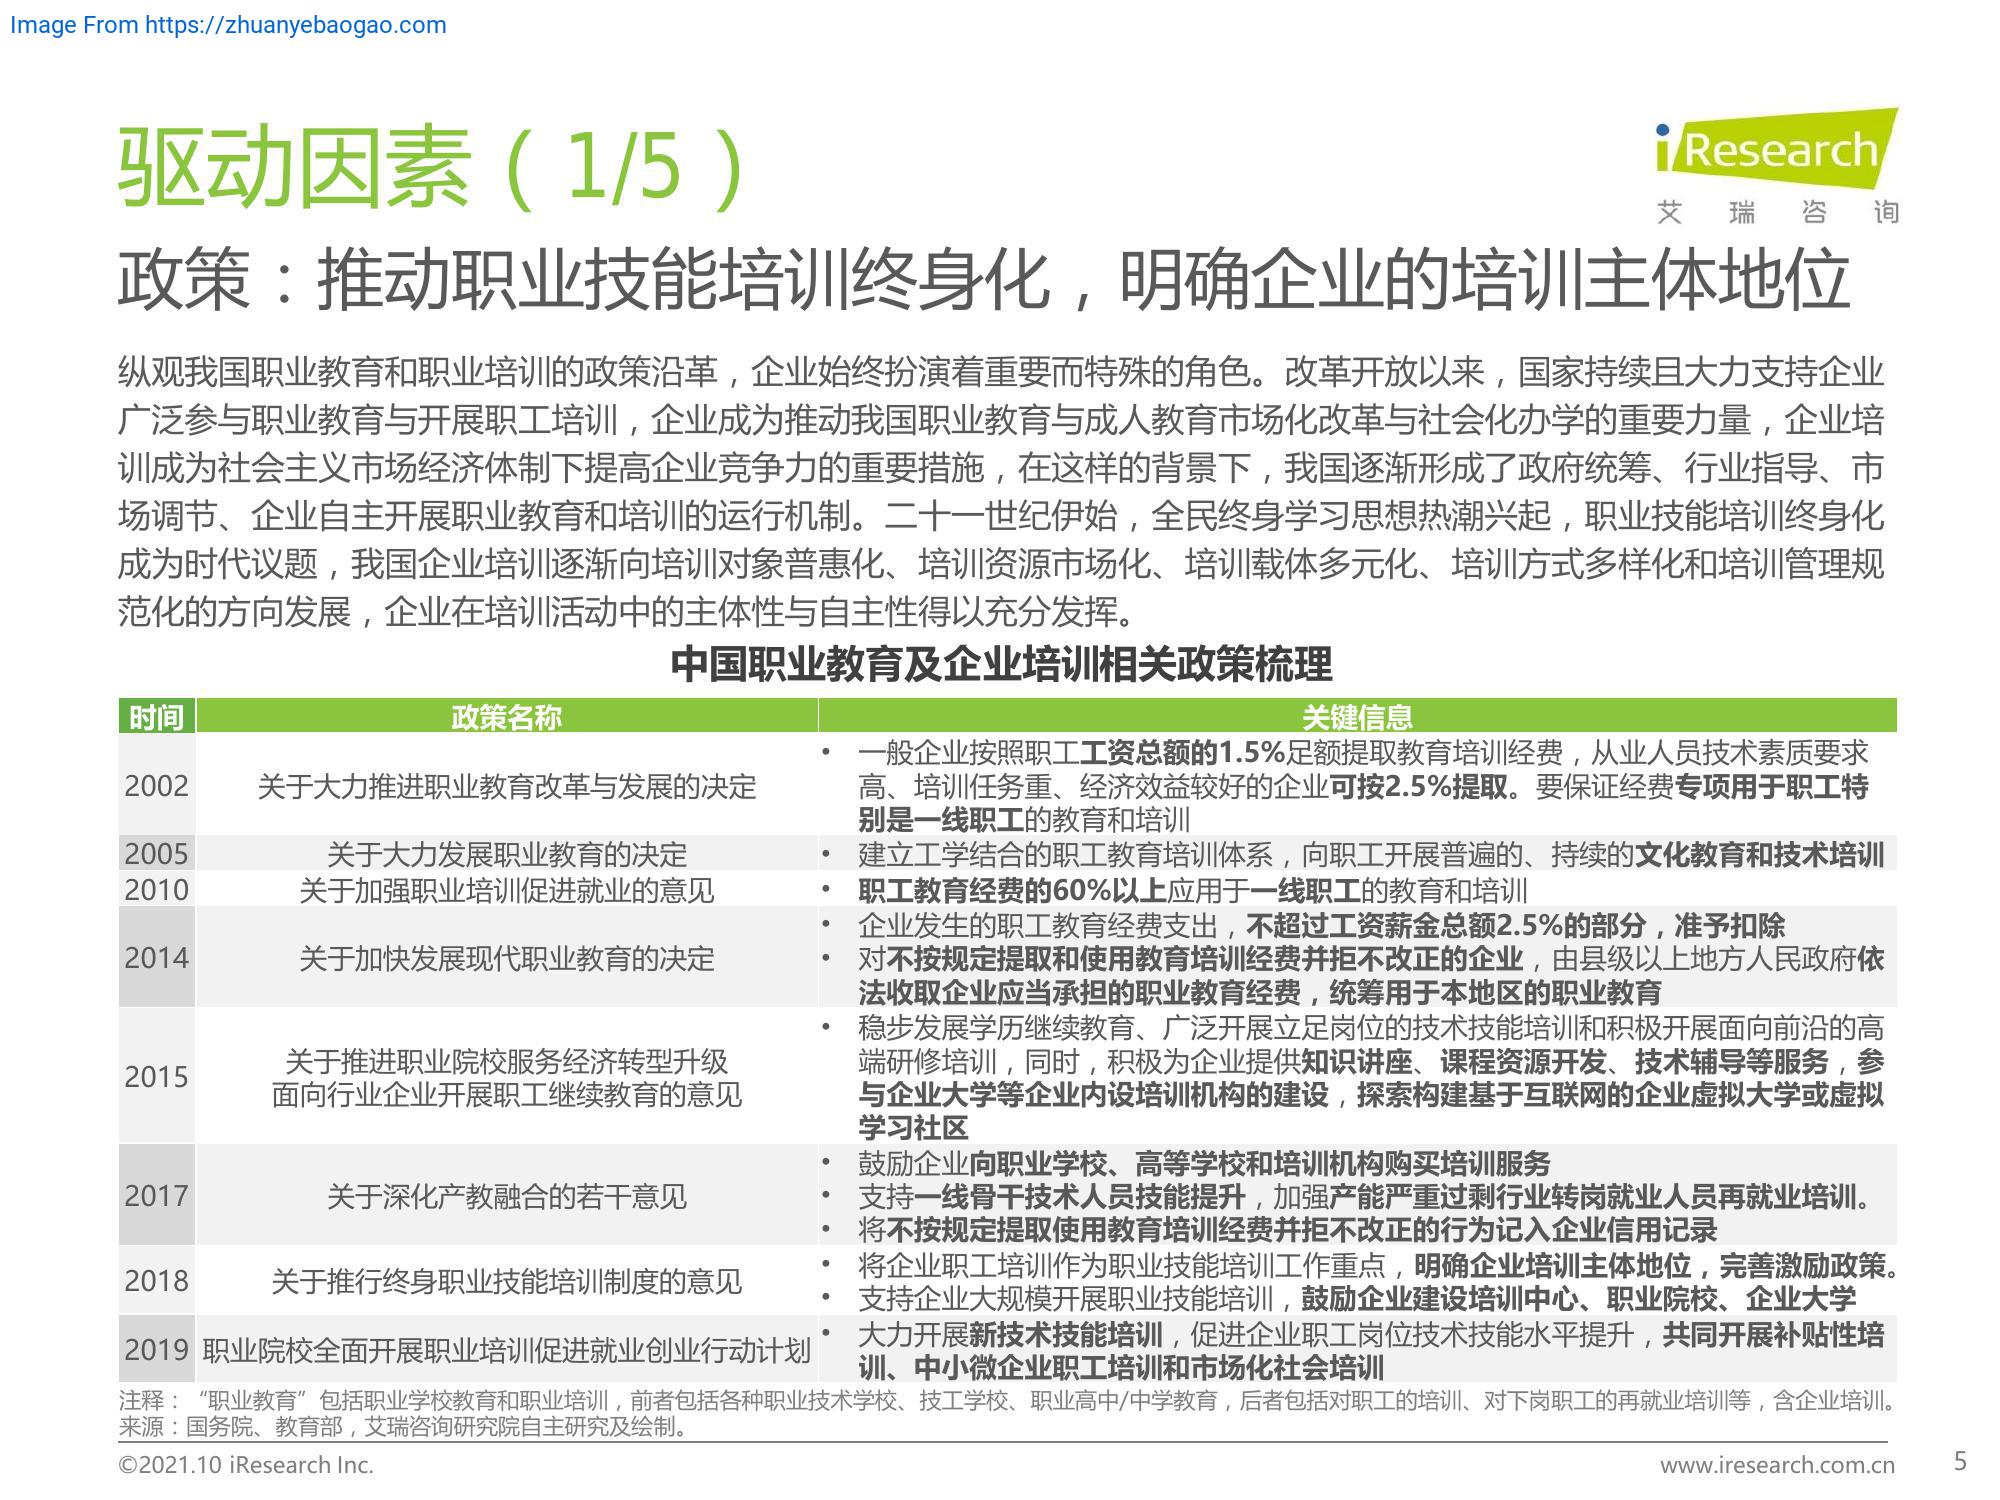 Image From https://zhuanyebaogao.com
驱动因素（1/5）
iResearch
艾瑞咨询
政策：推动职业技能培训终身化，明确企业的培训主体地位
纵观我国职业教育和职业培训的政策沿革，企业始终扮演着重要而特殊的角色。改革开放以来，国家持续且大力支持企业
广泛参与职业教育与开展职工培训，企业成为推动我国职业教育与成人教育市场化改革与社会化办学的重要力量，企业培
训成为社会主义市场经济体制下提高企业竞争力的重要措施，在这样的背景下，我国逐渐形成了政府统筹、行业指导、市
场调节、企业自主开展职业教育和培训的运行机制。二十一世纪伊始，全民终身学习思想热潮兴起，职业技能培训终身化
成为时代议题，我国企业培训逐渐向培训对象普惠化、培训资源市场化、培训载体多元化、培训方式多样化和培训管理规
范化的方向发展，企业在培训活动中的主体性与自主性得以充分发挥。
中国职业教育及企业培训相关政策梳理
时间 政策名称 关键信息
2002 关于大力推进职业教育改革与发展的决定
• 一般企业按照职工工资总额的1.5%足额提取教育培训经费，从业人员技术素质要求
高、培训任务重、经济效益较好的企业可按2.5%提取。要保证经费专项用于职工特
别是一线职工的教育和培训
2005 关于大力发展职业教育的决定 • 建立工学结合的职工教育培训体系，向职工开展普遍的、持续的文化教育和技术培训
2010 关于加强职业培训促进就业的意见 • 职工教育经费的60%以上应用于一线职工的教育和培训
2014 关于加快发展现代职业教育的决定
• 企业发生的职工教育经费支出，不超过工资薪金总额2.5%的部分，准予扣除
• 对不按规定提取和使用教育培训经费并拒不改正的企业，由县级以上地方人民政府依
法收取企业应当承担的职业教育经费，统筹用于本地区的职业教育
2015 关于推进职业院校服务经济转型升级
面向行业企业开展职工继续教育的意见
• 稳步发展学历继续教育、广泛开展立足岗位的技术技能培训和积极开展面向前沿的高
端研修培训，同时，积极为企业提供知识讲座、课程资源开发、技术辅导等服务，参
与企业大学等企业内设培训机构的建设，探索构建基于互联网的企业虚拟大学或虚拟
学习社区
2017 关于深化产教融合的若干意见
• 鼓励企业向职业学校、高等学校和培训机构购买培训服务
• 支持一线骨干技术人员技能提升，加强产能严重过剩行业转岗就业人员再就业培训。
• 将不按规定提取使用教育培训经费并拒不改正的行为记入企业信用记录
2018 关于推行终身职业技能培训制度的意见
• 将企业职工培训作为职业技能培训工作重点，明确企业培训主体地位，完善激励政策。
• 支持企业大规模开展职业技能培训，鼓励企业建设培训中心、职业院校、企业大学
2019 职业院校全面开展职业培训促进就业创业行动计划
• 大力开展新技术技能培训，促进企业职工岗位技术技能水平提升，共同开展补贴性培
训、中小微企业职工培训和市场化社会培训
注释：“职业教育”包括职业学校教育和职业培训，前者包括各种职业技术学校、技工学校、职业高中/中学教育，后者包括对职工的培训、对下岗职工的再就业培训等，含企业培训。
来源：国务院、教育部，艾瑞咨询研究院自主研究及绘制。
©2021.10 iResearch Inc.
www.iresearch.com.cn
5